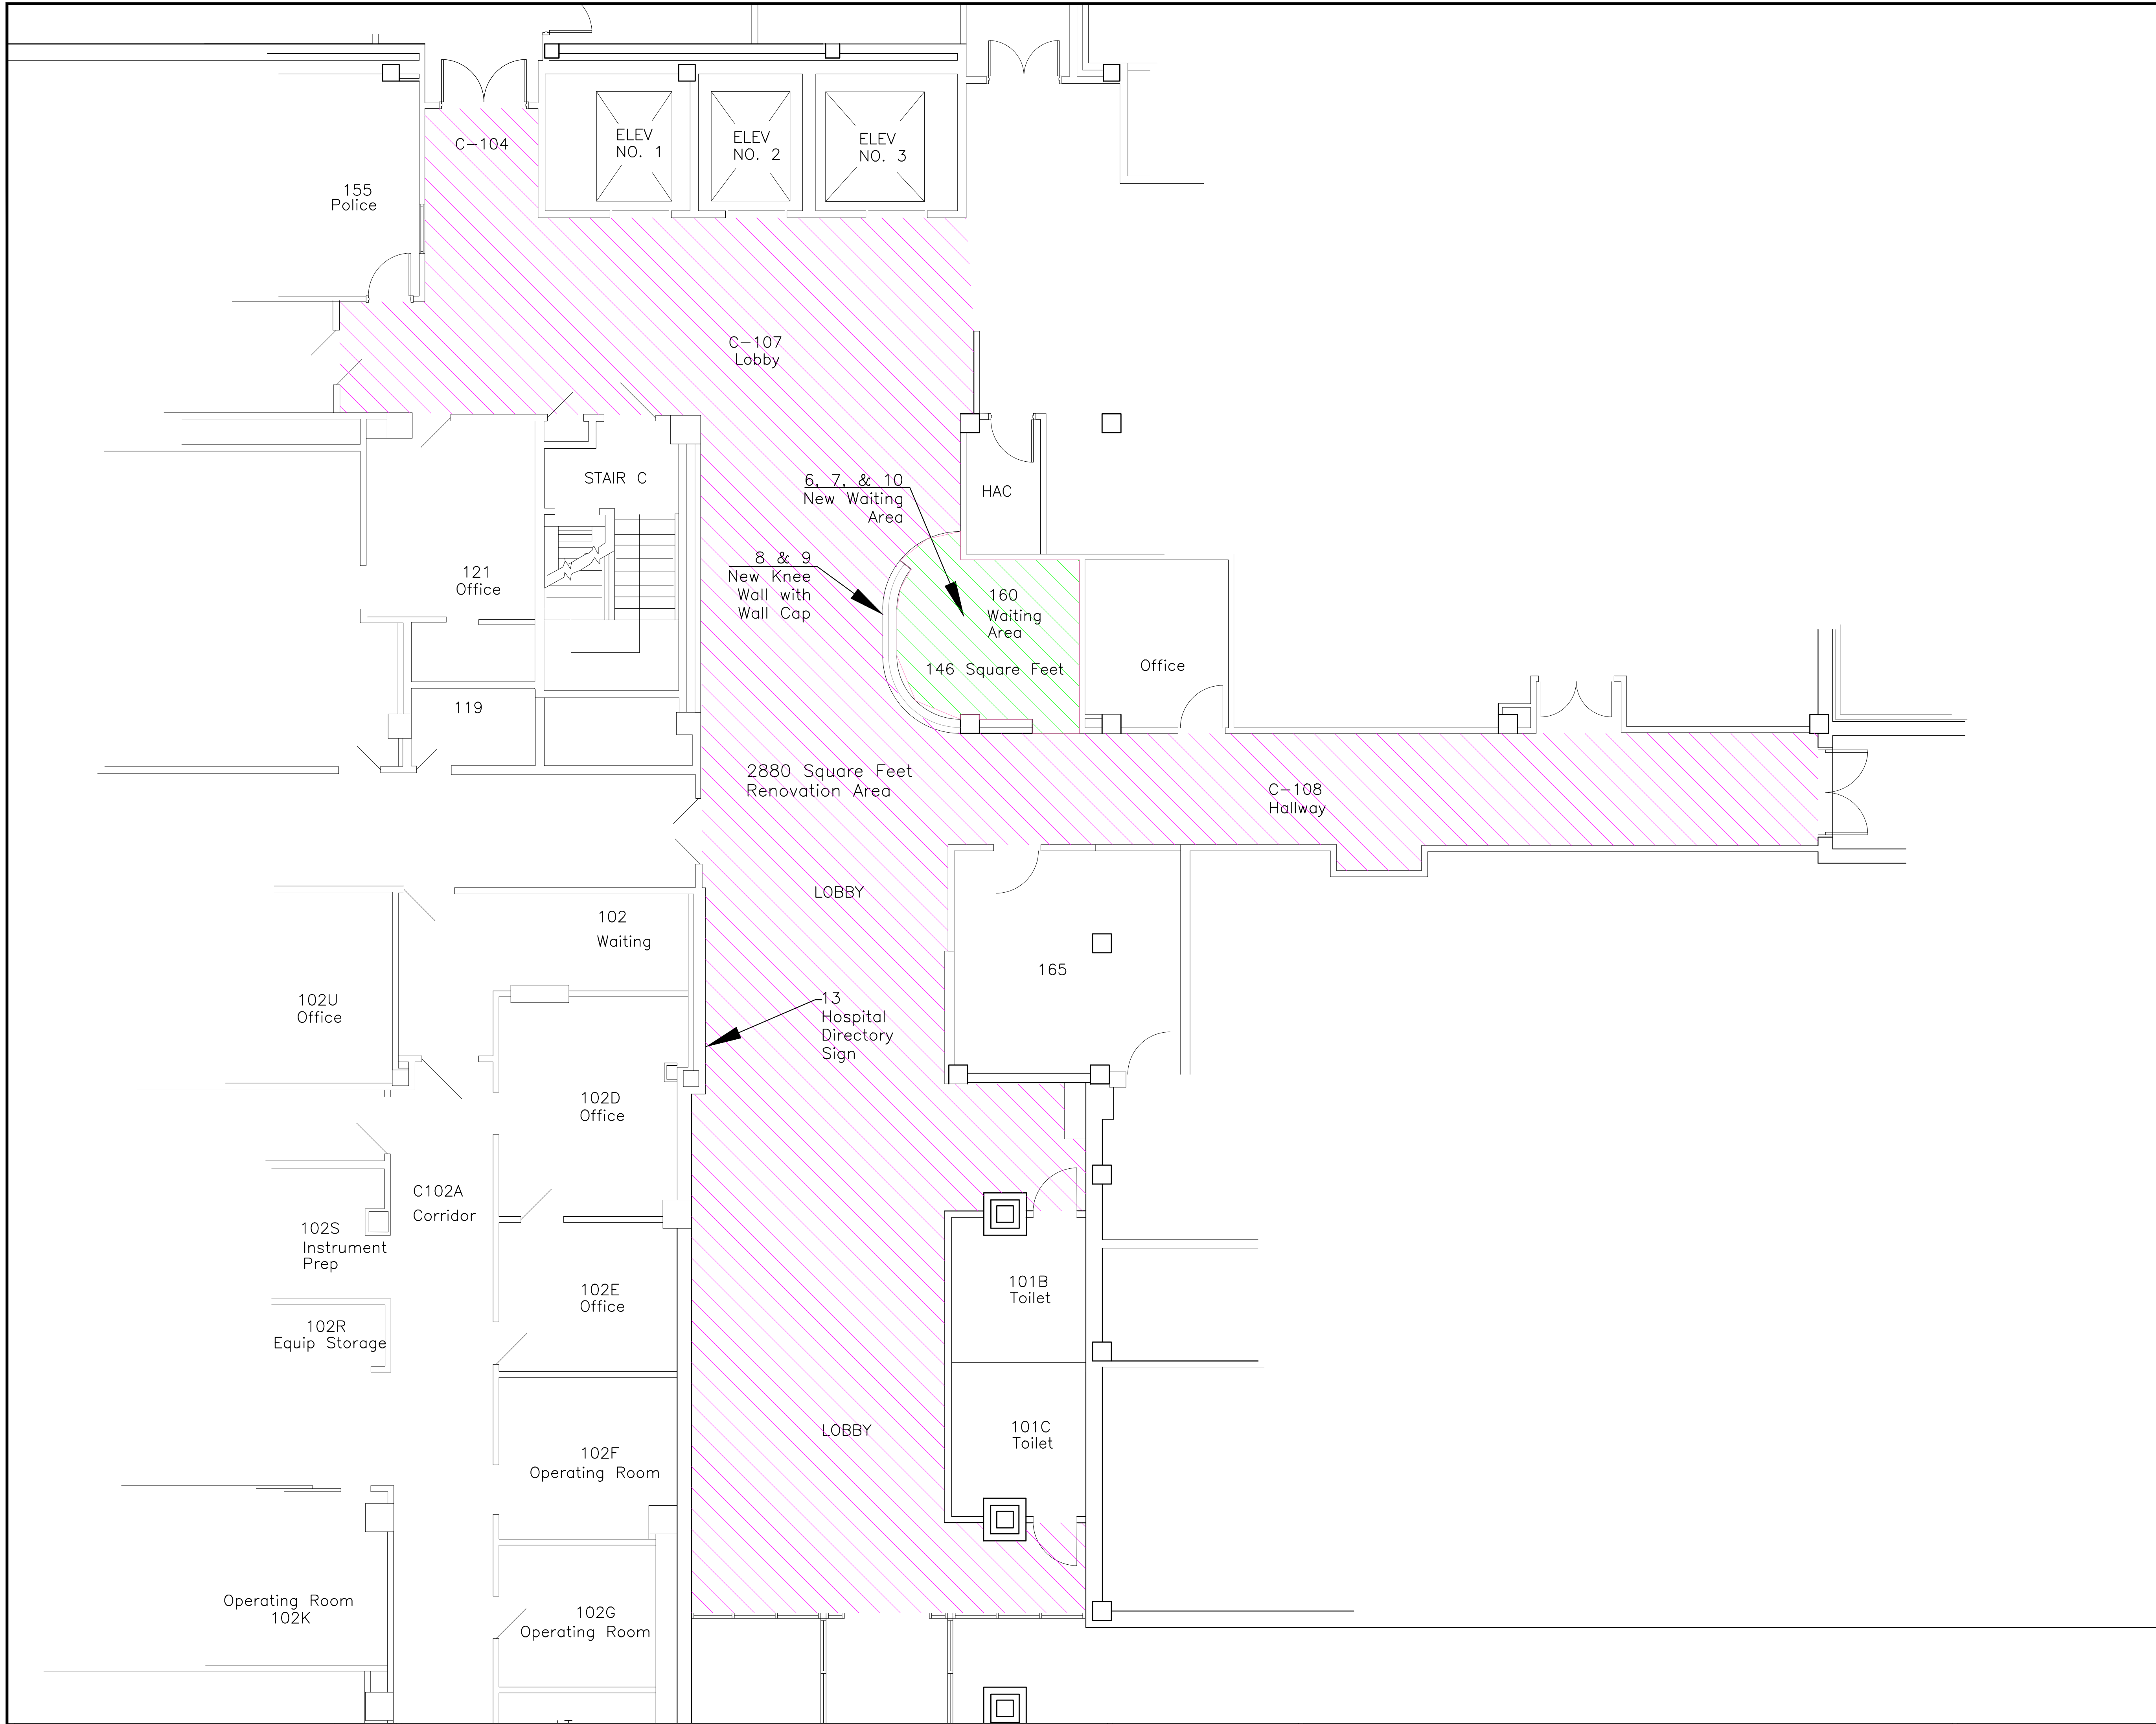 C-104
ELEV
NO. 1
ELEV
NO. 2
ELEV
NO. 3
155
Police
C-107
Lobby
STAIR C
6, 7, & 10
New Waiting
Area
HAC
8 & 9
New Knee
Wall with
Wall Cap
121
Office
160
Waiting
Area
146 Square Feet
Office
119
2880 Square Feet
Renovation Area
C-108
Hallway
LOBBY
102
Waiting
165
102U
Office
13
Hospital
Directory
Sign
102D
Office
C102A
Corridor
102S
Instrument
Prep
102E
Office
101B
Toilet
102R
Equip Storage
LOBBY
101C
Toilet
102F
Operating Room
Operating Room
102K
102G
Operating Room